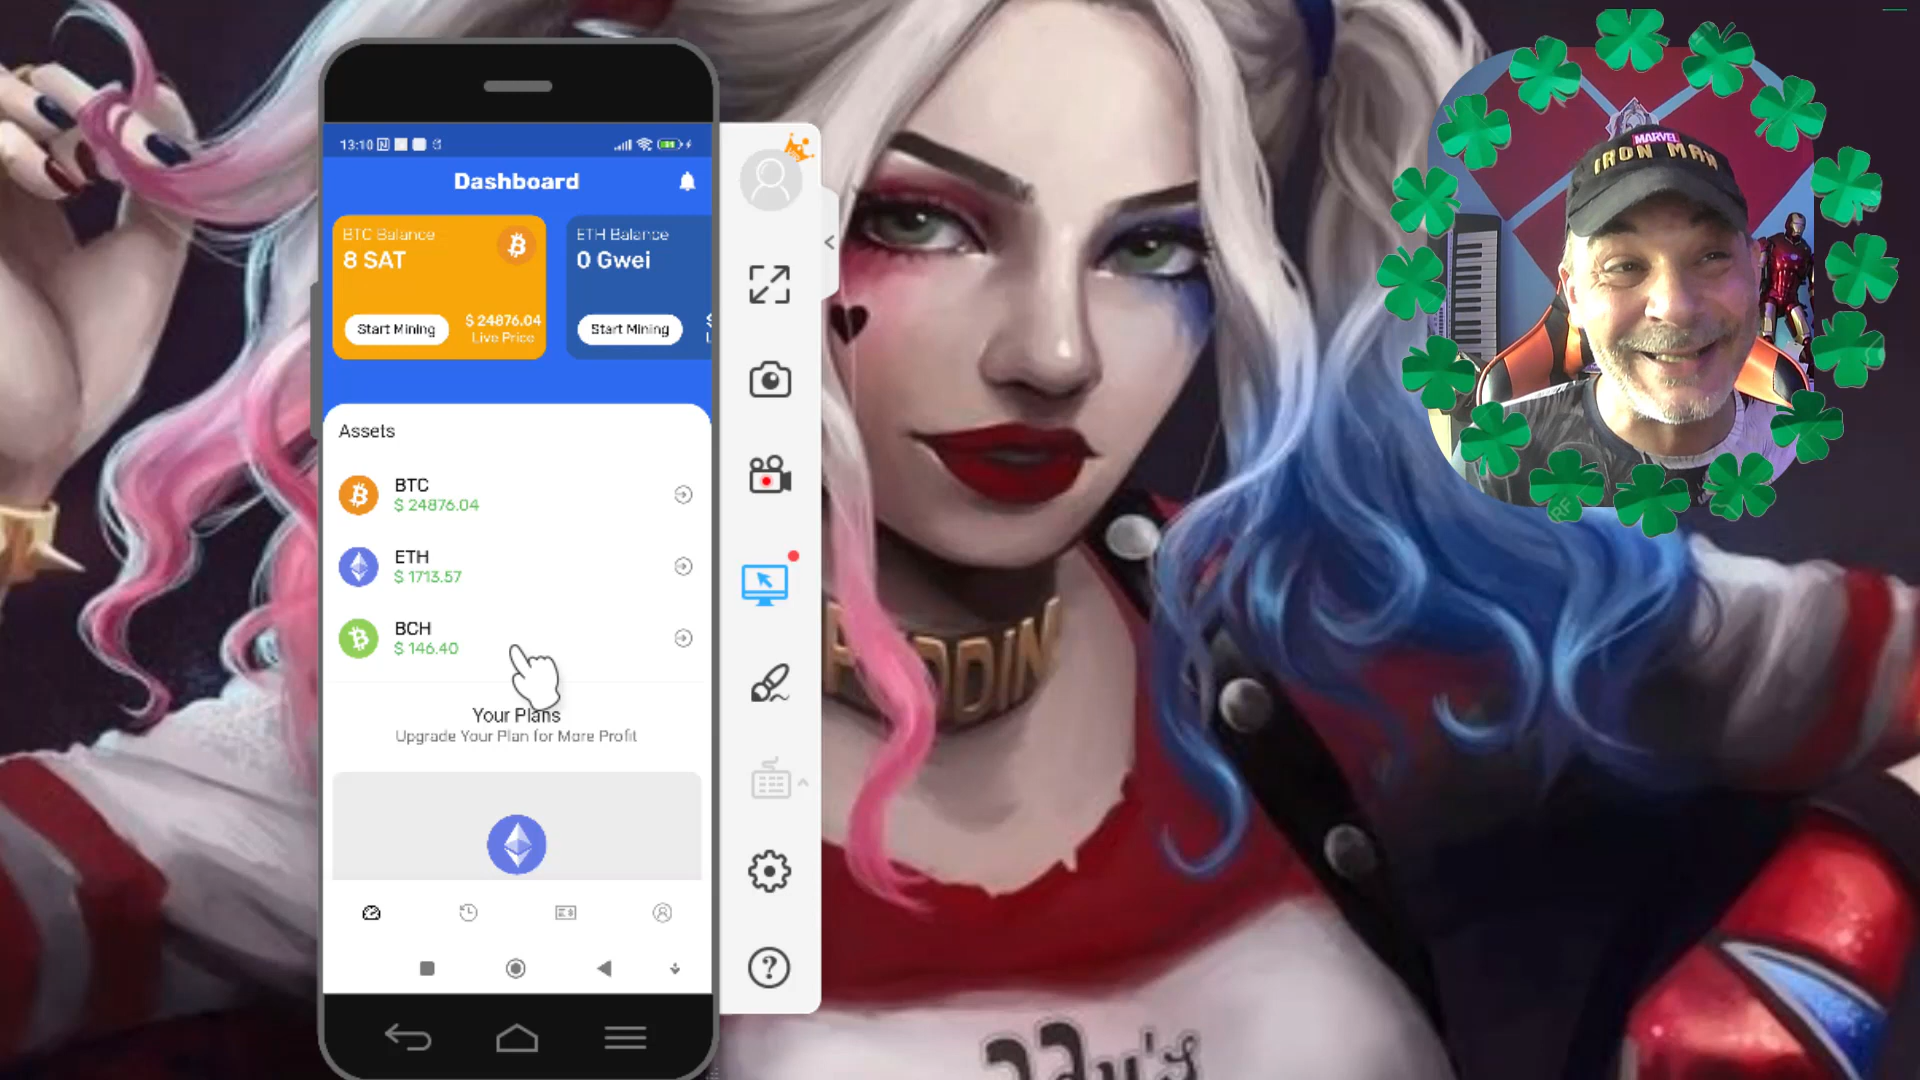 13:10
Dashboard
BTC Balance
8 SAT
Start Mining
$ 24876.04
Live Price
ETH Balance
0 Gwei
Start Mining
$
L
Assets
BTC
$ 24876.04
ETH
$ 1713.57
BCH
$ 146.40
Your Plans
Upgrade Your Plan for More Profit
MARVEL
IRON MAN
PUDDIN
RF